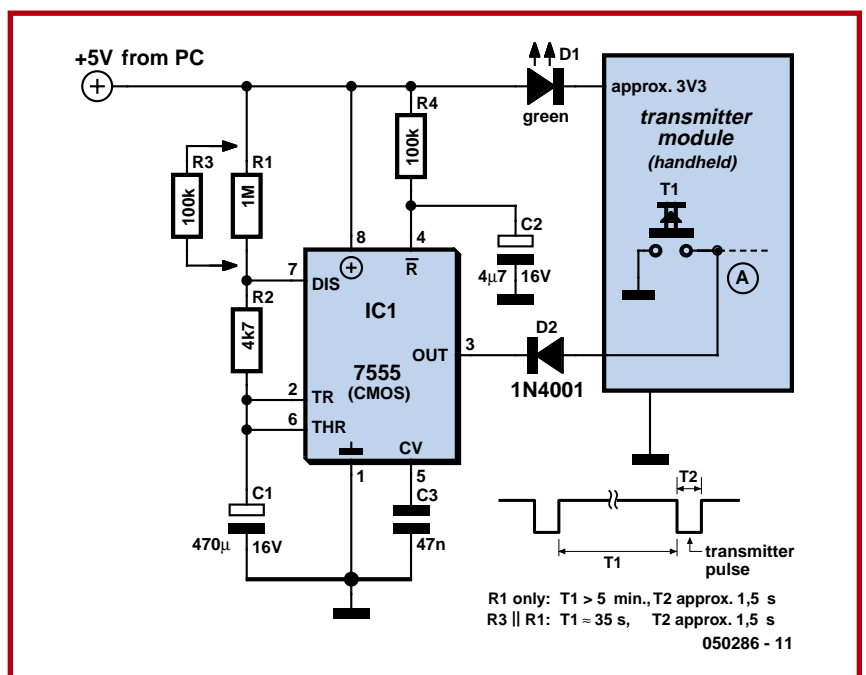 +5V from PC
D1
green
approx. 3V3
transmitter
module
(handheld)
T1
A
R4
100k
R3
100k
R1
1M
C2
4µ7 16V
8
4
R
7
DIS
R2
4k7
IC1
D2
OUT
3
1N4001
7555
(CMOS)
2
TR
6
THR
CV
1
5
C1
470µ
16V
C3
47n
T2
T1
transmitter
pulse
R1 only: T1 > 5 min., T2 approx. 1,5 s
R3 || R1: T1 ≈ 35 s, T2 approx. 1,5 s
050286 - 11